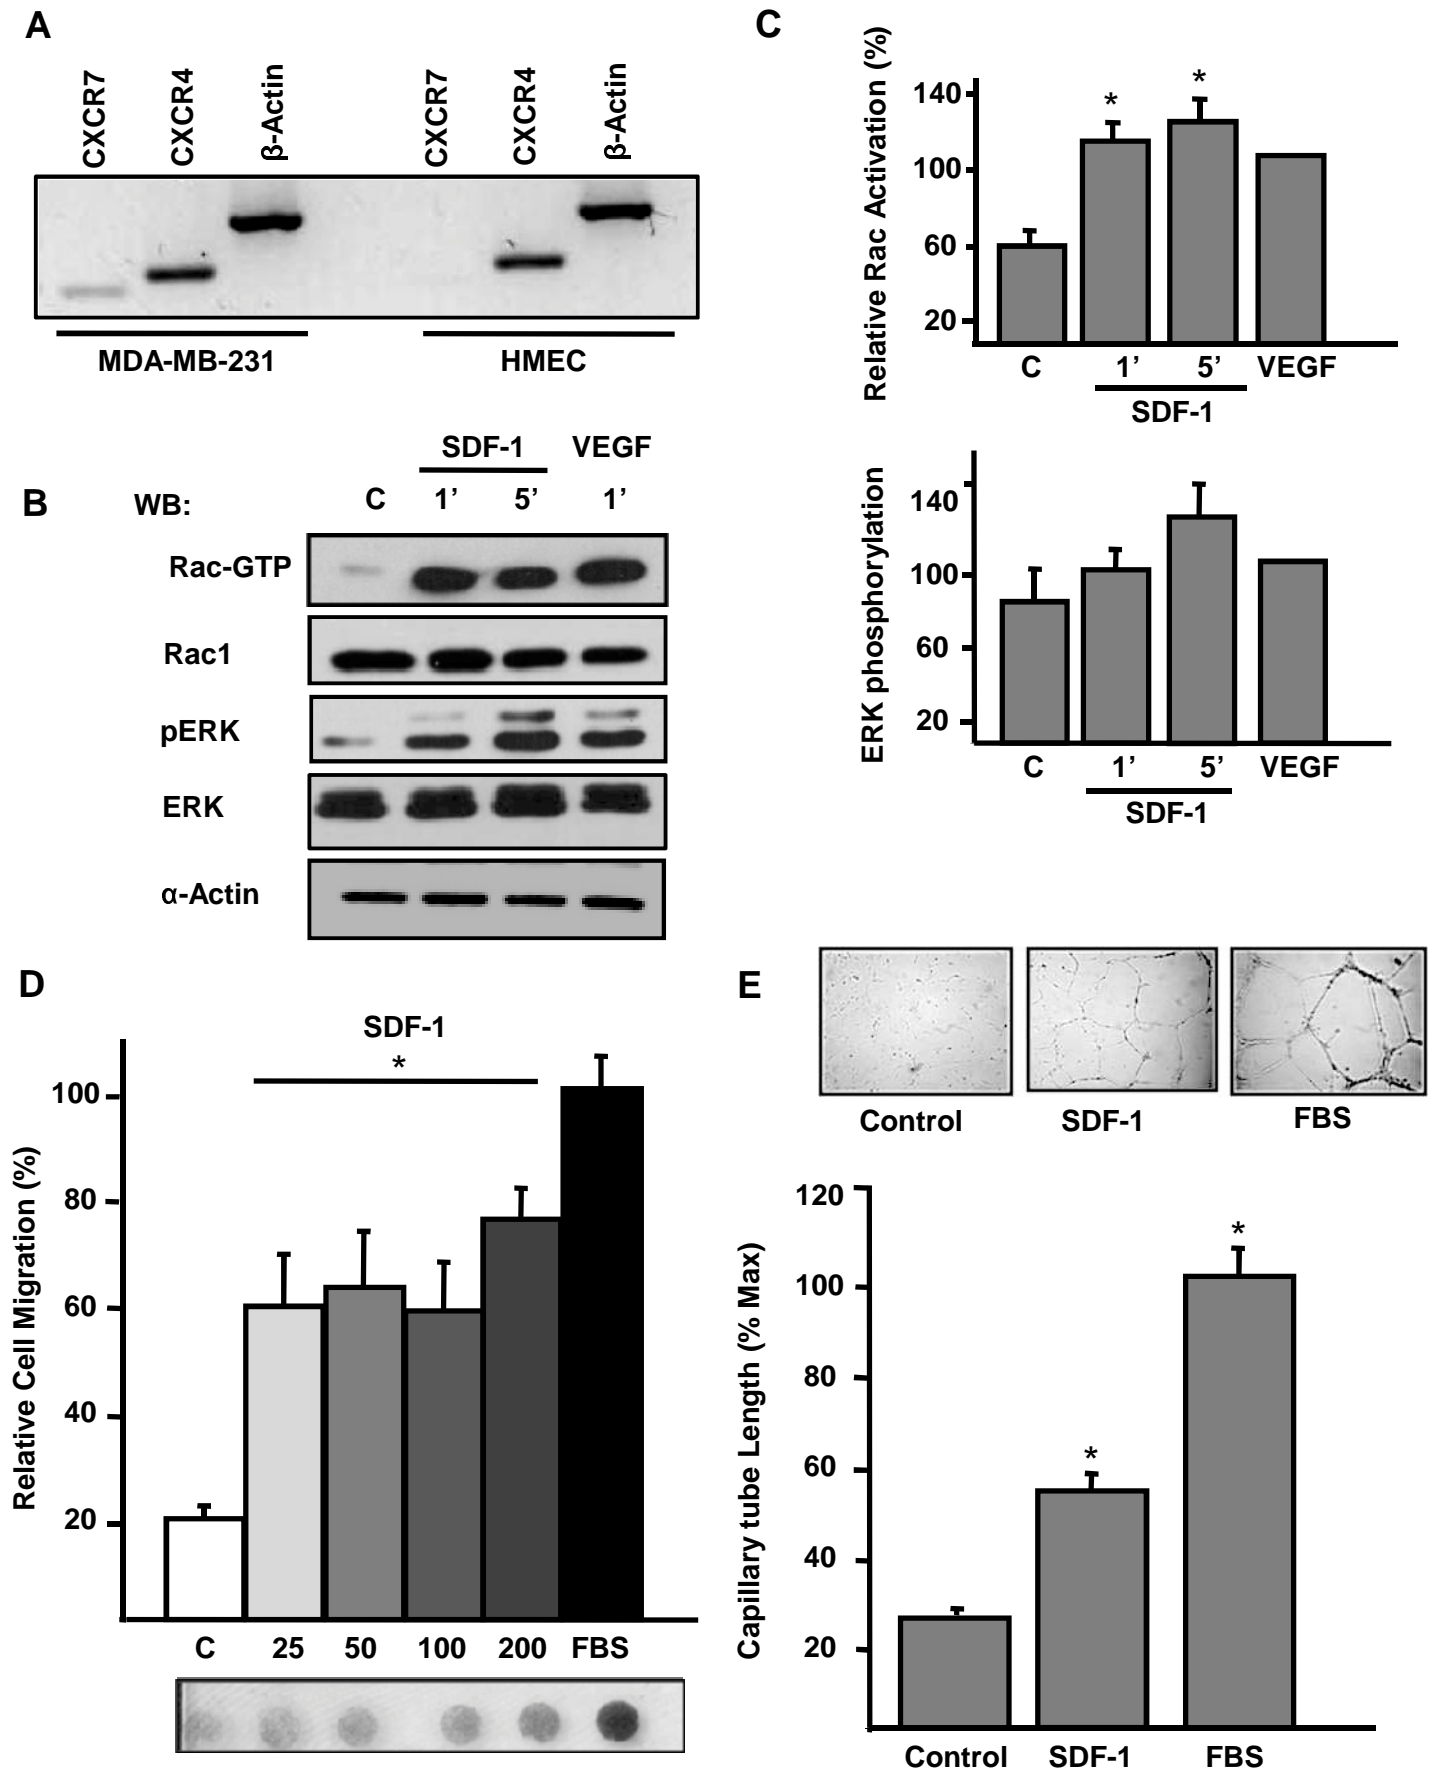 A
CXCR7
CXCR4
β-Actin
CXCR7
CXCR4
β-Actin
MDA-MB-231
HMEC
B
SDF-1
VEGF
WB:
C
1’
5’
1’
Rac-GTP
Rac1
pERK
ERK
α-Actin
C
Relative Rac Activation (%)
140
100
60
20
*
*
C
1’
5’
VEGF
SDF-1
ERK phosphorylation
140
100
60
20
C
1’
5’
VEGF
SDF-1
D
SDF-1
*
Relative Cell Migration (%)
100
80
60
40
20
C
25
50
100
200
FBS
E
Control
SDF-1
FBS
Capillary tube Length (% Max)
120
100
80
60
40
20
*
*
Control
SDF-1
FBS